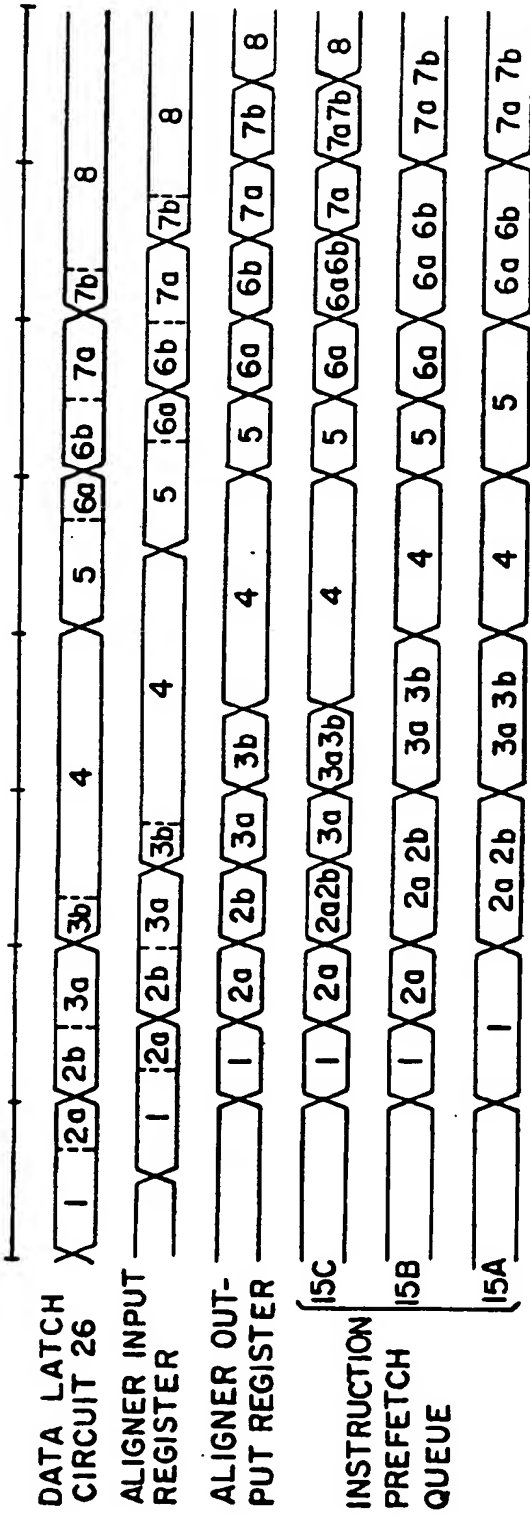 DATA LATCH
CIRCUIT 26
1 2a 2b 3a 3b 4 5 6a 6b 7a 7b 8
ALIGNER INPUT
REGISTER
1 2a 2b 3a 3b 4 5 6a 6b 7a 7b 8
ALIGNER OUT-
PUT REGISTER
1 2a 2b 3a 3b 4 5 6a 6b 7a 7b 8
INSTRUCTION
PREFETCH
QUEUE
15C
1 2a 2a2b 3a 3a3b 4 5 6a 6a6b 7a 7a7b 8
15B
1 2a 2a 2b 3a 3b 4 5 6a 6a 6b 7a 7b
15A
1 2a 2b 3a 3b 4 5 6a 6b 7a 7b